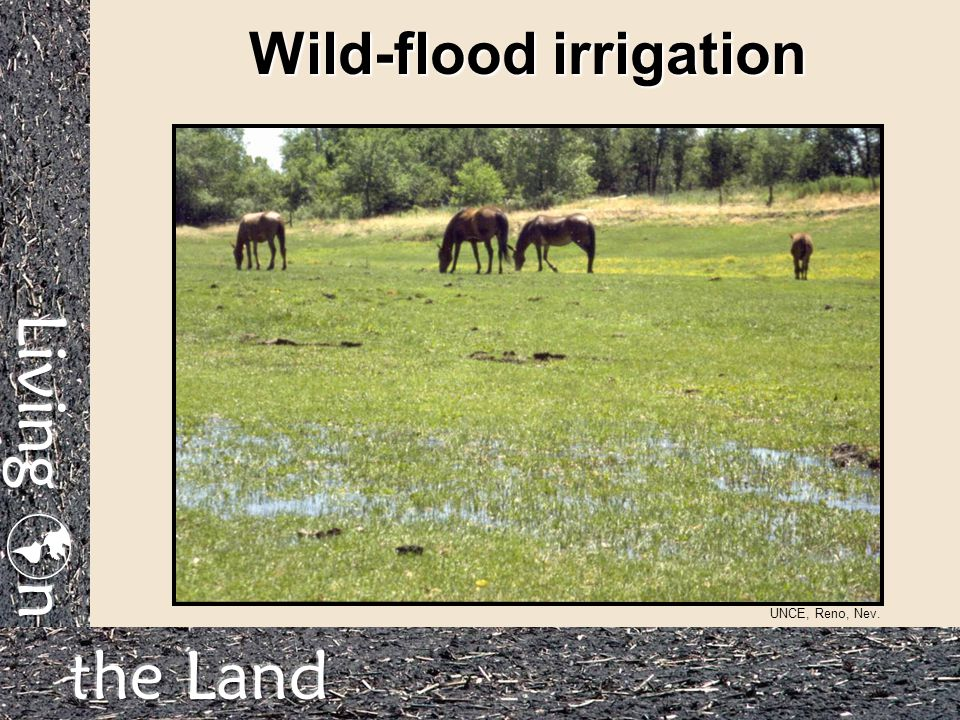 Wild-flood irrigation
UNCE, Reno, Nev.
Living On
the Land